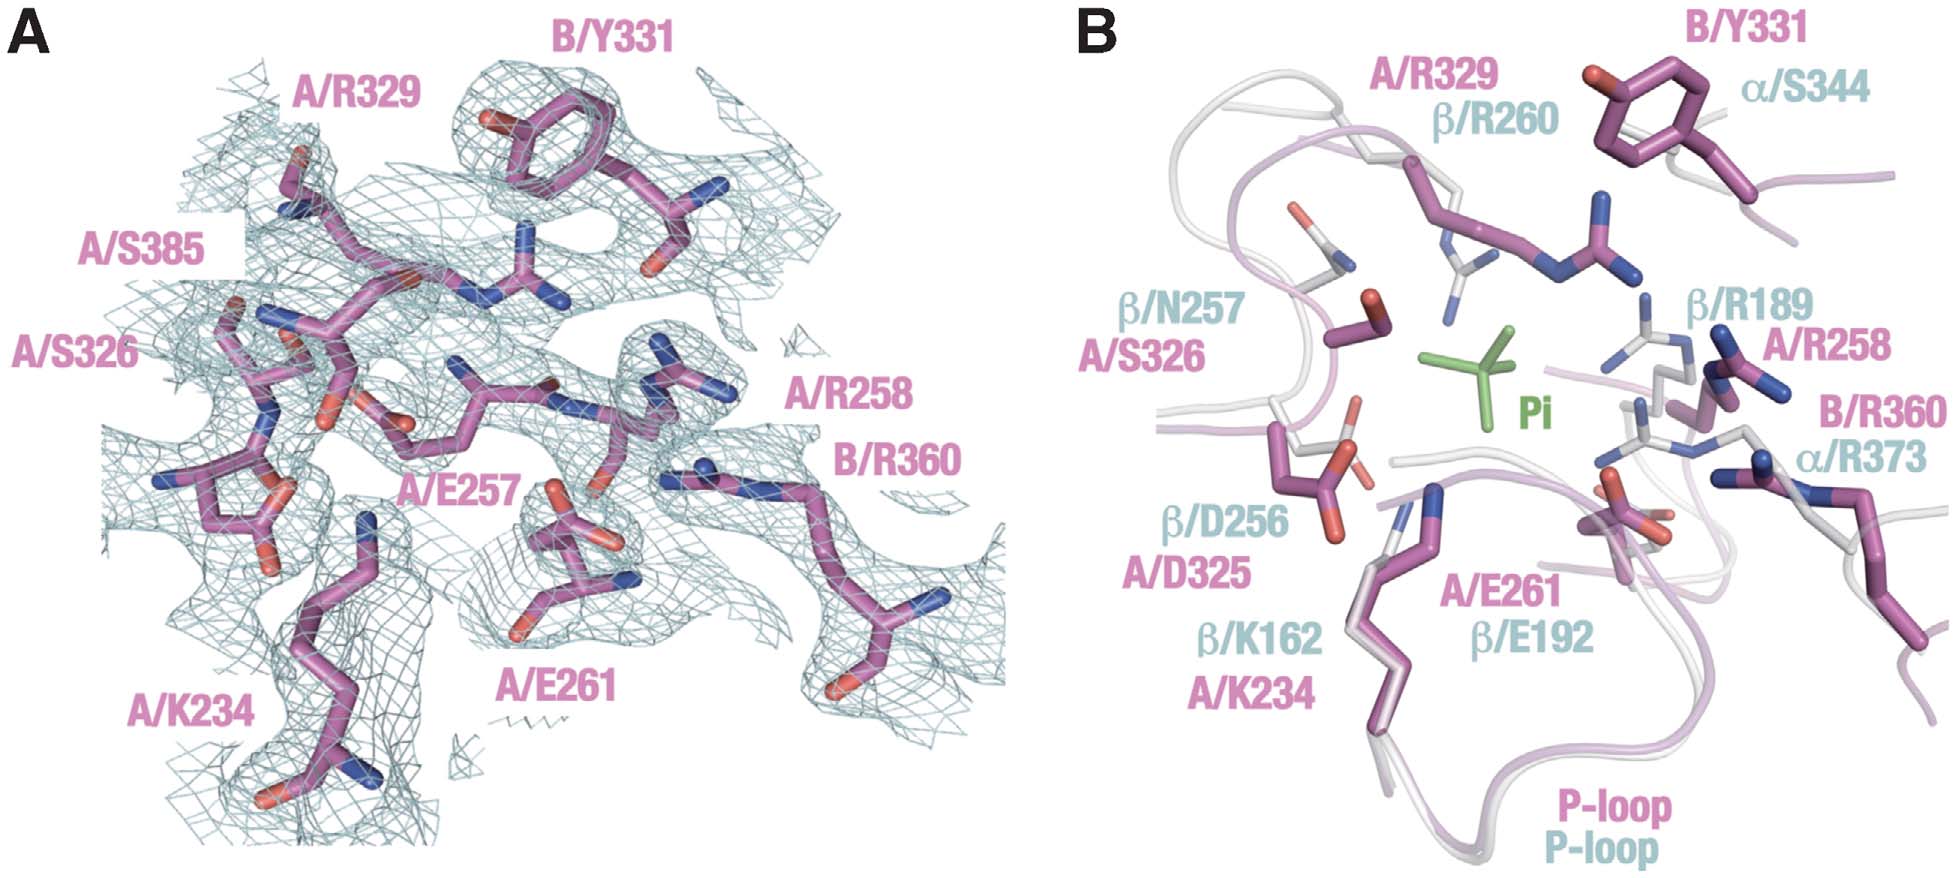 A
B/Y331
A/R329
A/S385
A/S326
A/R258
B/R360
A/E257
A/E261
A/K234
B
B/Y331
A/R329
α/S344
β/R260
β/N257
β/R189
A/S326
A/R258
Pi
B/R360
α/R373
β/D256
A/D325
A/E261
β/K162
β/E192
A/K234
P-loop
P-loop